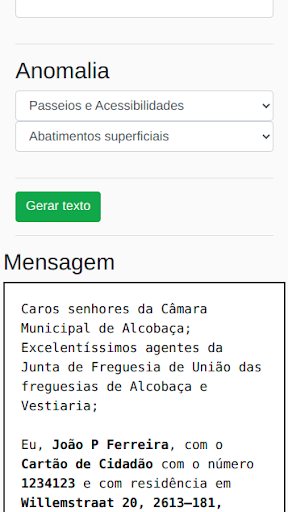 Anomalia
Passeios e Acessibilidades
Abatimentos superficiais
Gerar texto
Mensagem
Caros senhores da Câmara
Municipal de Alcobaça;
Excelentíssimos agentes da
Junta de Freguesia de União das
freguesias de Alcobaça e
Vestiaria;
Eu, João P Ferreira, com o
Cartão de Cidadão com o número
1234123 e com residência em
Willemstraat 20, 2613–181,